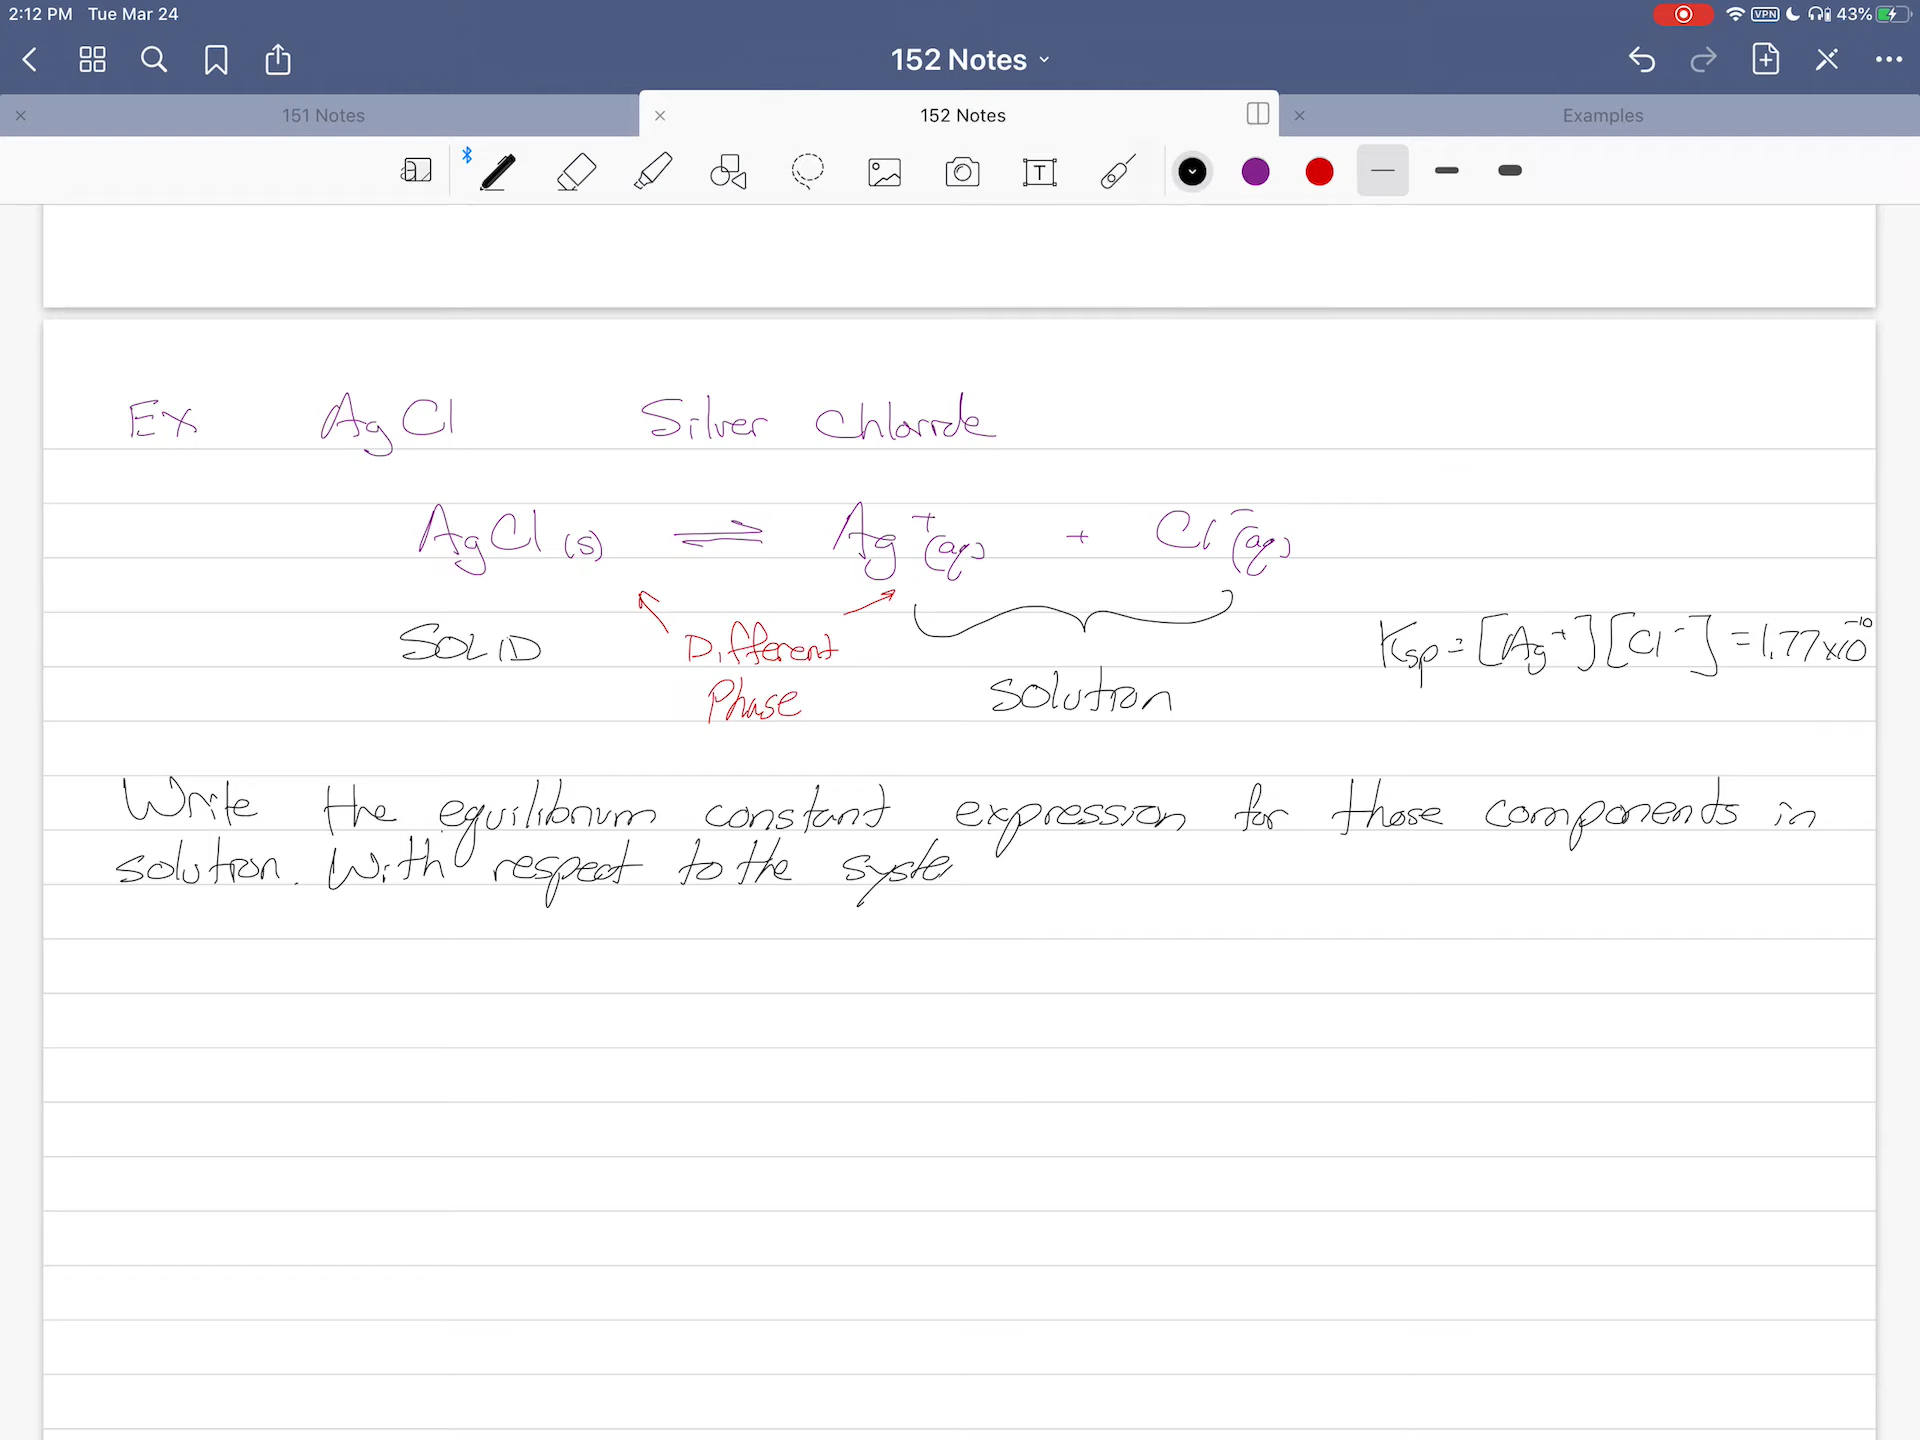 2:12 PM Tue Mar 24 VPN 43%
152 Notes
151 Notes 152 Notes Examples
T
Ex AgCl Silver Chloride
AgCl (s) ⇌ Ag⁺(aq) + Cl⁻(aq)
SOLID Different Phase solution Ksp = [Ag⁺][Cl⁻] = 1.77x10⁻¹⁰
Write the equilibrium constant expression for those components in
solution. With respect to the syste